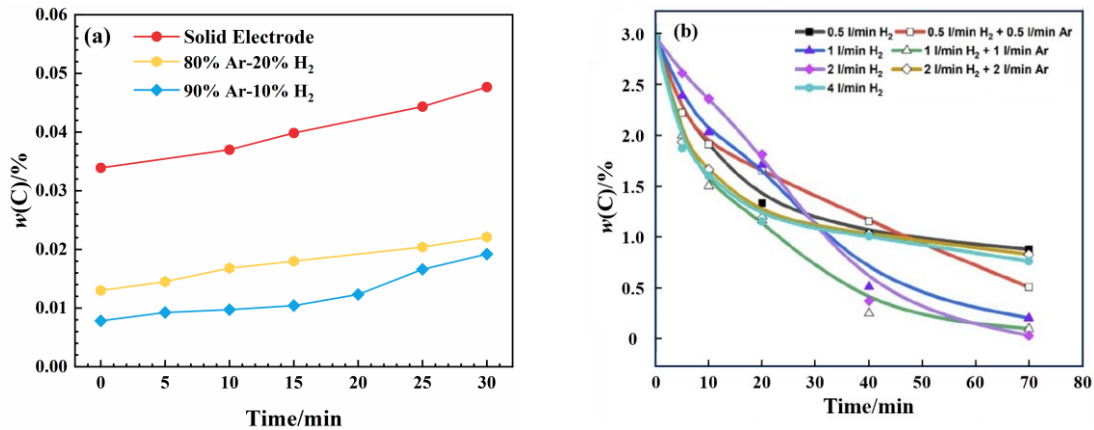 (a)
Solid Electrode
80% Ar-20% H₂
90% Ar-10% H₂
w(C)/%
0.06
0.05
0.04
0.03
0.02
0.01
0.00
0 5 10 15 20 25 30
Time/min
(b)
0.5 l/min H₂ 0.5 l/min H₂ + 0.5 l/min Ar
1 l/min H₂ 1 l/min H₂ + 1 l/min Ar
2 l/min H₂ 2 l/min H₂ + 2 l/min Ar
4 l/min H₂
w(C)/%
3.0
2.5
2.0
1.5
1.0
0.5
0
0 10 20 30 40 50 60 70 80
Time/min